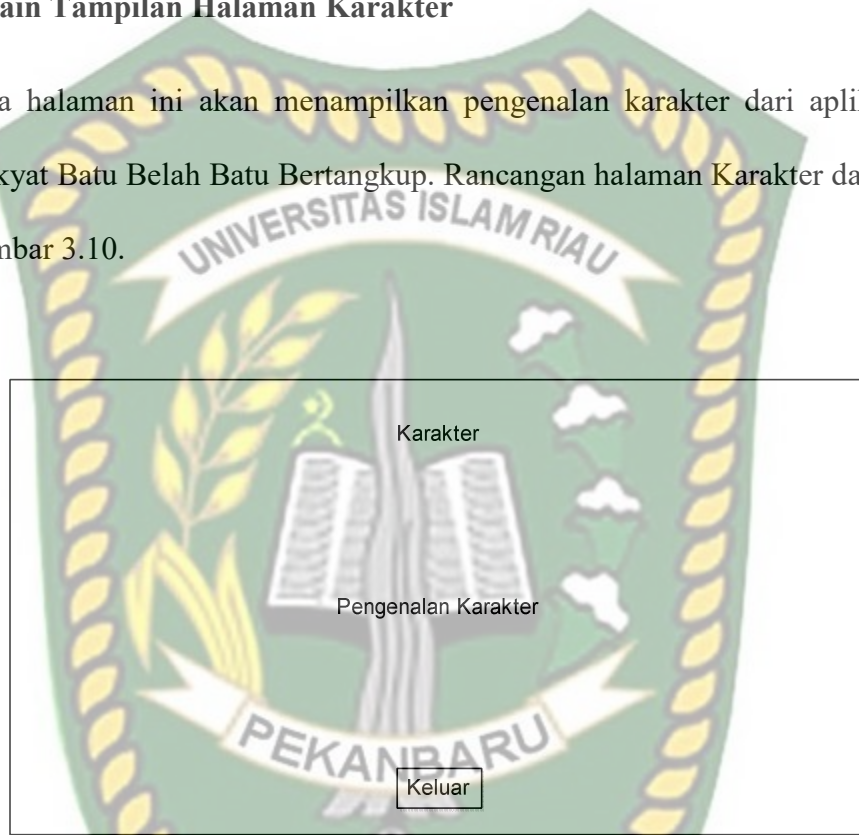 ain Tampilan Halaman Karakter
a halaman ini akan menampilkan pengenalan karakter dari apli
kyat Batu Belah Batu Bertangkup. Rancangan halaman Karakter da
mbar 3.10.
UNIVERSITAS ISLAM RIAU
Karakter
Pengenalan Karakter
PEKANBARU
Keluar